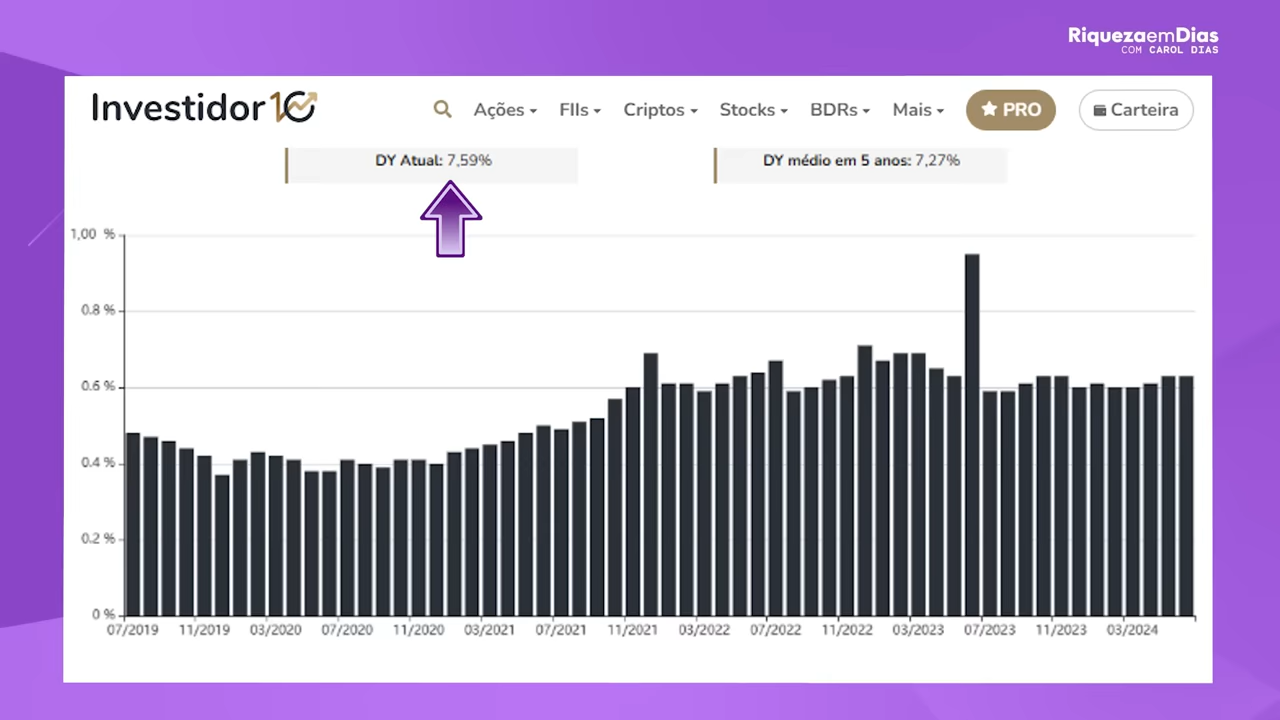 RiquezaemDias
COM CAROL DIAS
Investidor10
Ações
FIIs
Criptos
Stocks
BDRs
Mais
PRO
Carteira
DY Atual: 7,59%
DY médio em 5 anos: 7,27%
1,00 %
0.8 %
0.6 %
0.4 %
0.2 %
0 %
07/2019 11/2019 03/2020 07/2020 11/2020 03/2021 07/2021 11/2021 03/2022 07/2022 11/2022 03/2023 07/2023 11/2023 03/2024